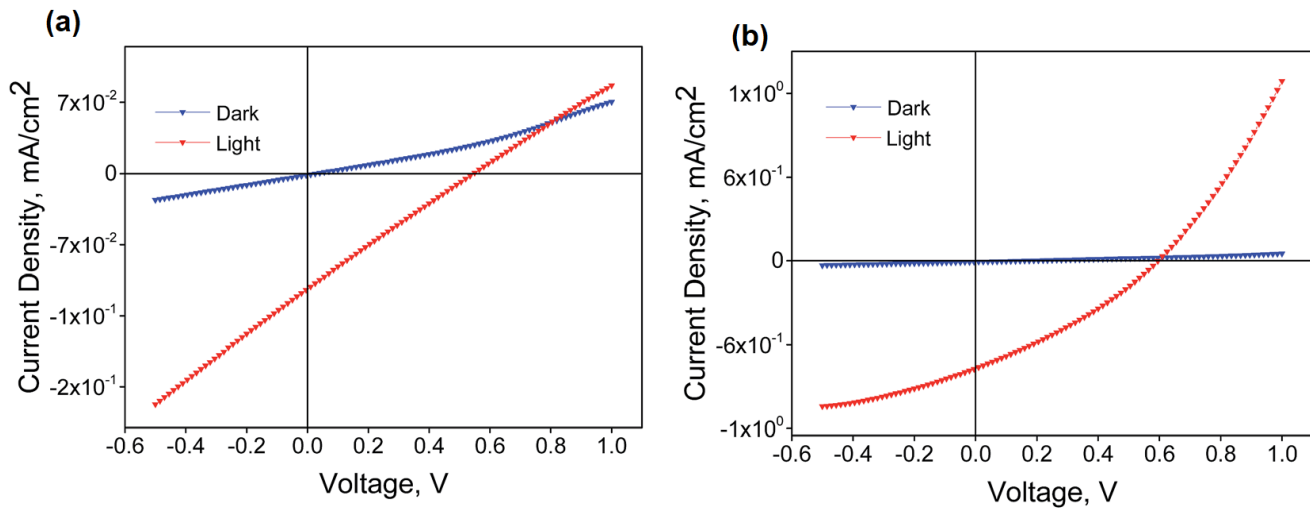 (a)
Current Density, mA/cm²
7x10⁻²
0
-7x10⁻²
-1x10⁻¹
-2x10⁻¹
Dark
Light
-0.6 -0.4 -0.2 0.0 0.2 0.4 0.6 0.8 1.0
Voltage, V
(b)
Current Density, mA/cm²
1x10⁰
6x10⁻¹
0
-6x10⁻¹
-1x10⁰
Dark
Light
-0.6 -0.4 -0.2 0.0 0.2 0.4 0.6 0.8 1.0
Voltage, V